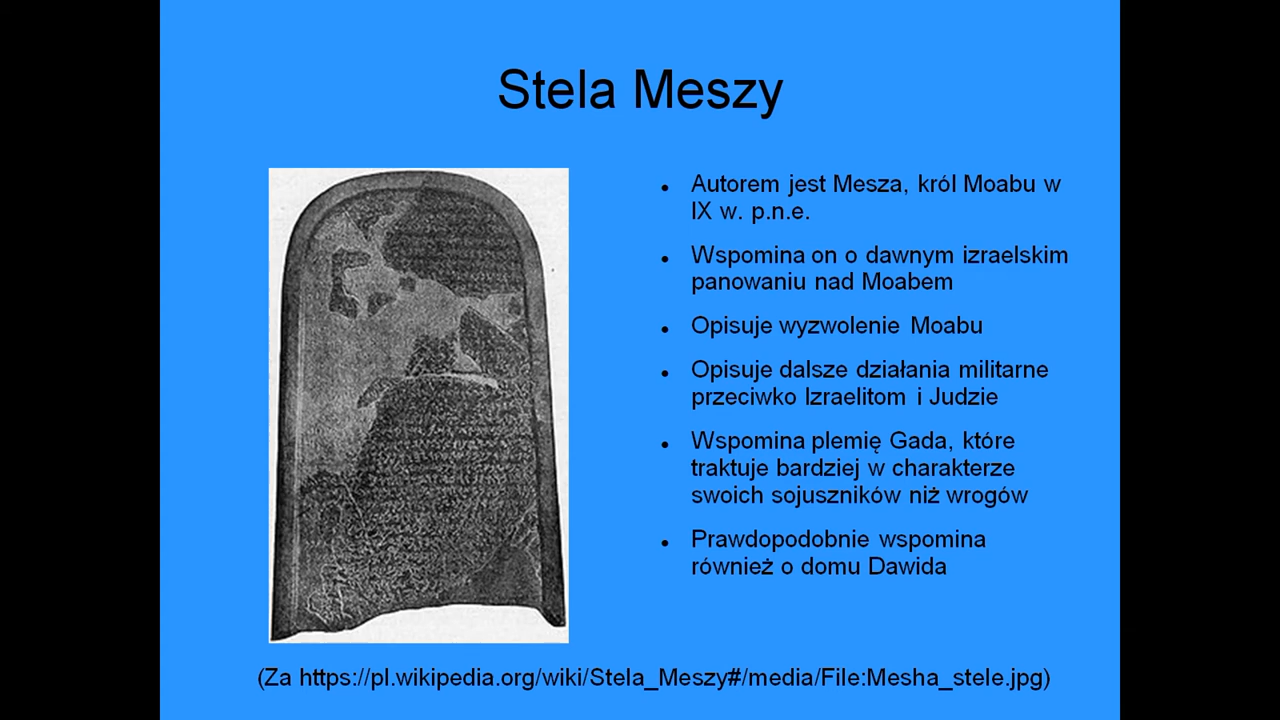 Stela Meszy
Autorem jest Mesza, król Moabu w
IX w. p.n.e.
Wspomina on o dawnym izraelskim
panowaniu nad Moabem
Opisuje wyzwolenie Moabu
Opisuje dalsze działania militarne
przeciwko Izraelitom i Judzie
Wspomina plemię Gada, które
traktuje bardziej w charakterze
swoich sojuszników niż wrogów
Prawdopodobnie wspomina
również o domu Dawida
(Za https://pl.wikipedia.org/wiki/Stela_Meszy#/media/File:Mesha_stele.jpg)